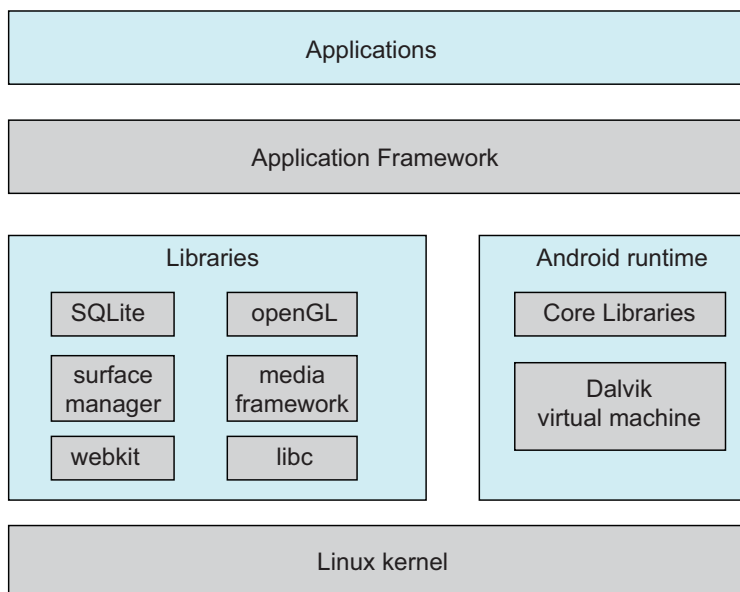 Applications
Application Framework
Libraries
SQLite
openGL
surface
manager
media
framework
webkit
libc
Android runtime
Core Libraries
Dalvik
virtual machine
Linux kernel